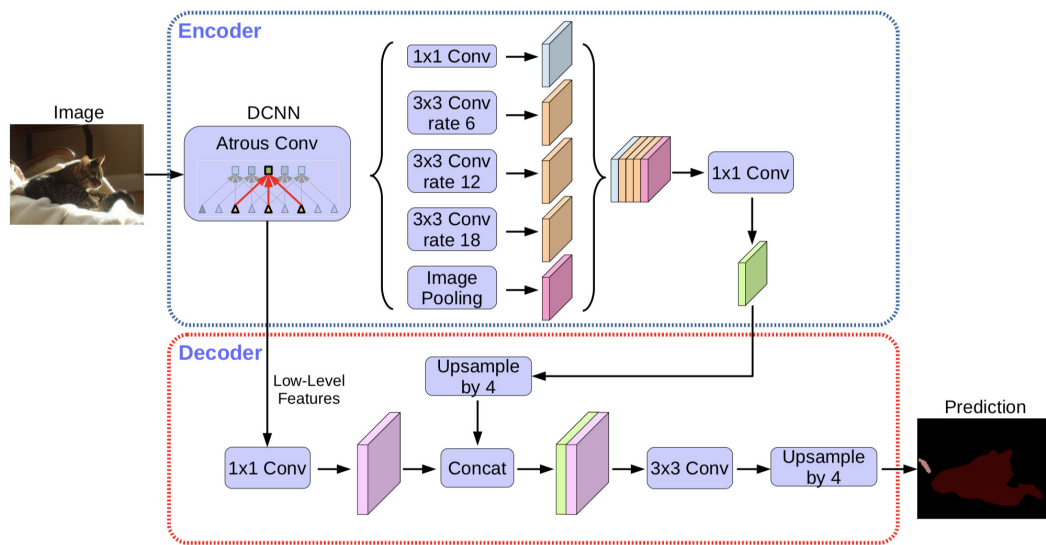 Encoder
Image
DCNN
Atrous Conv
1x1 Conv
3x3 Conv
rate 6
3x3 Conv
rate 12
3x3 Conv
rate 18
Image
Pooling
1x1 Conv
Decoder
Low-Level
Features
Upsample
by 4
1x1 Conv
Concat
3x3 Conv
Upsample
by 4
Prediction